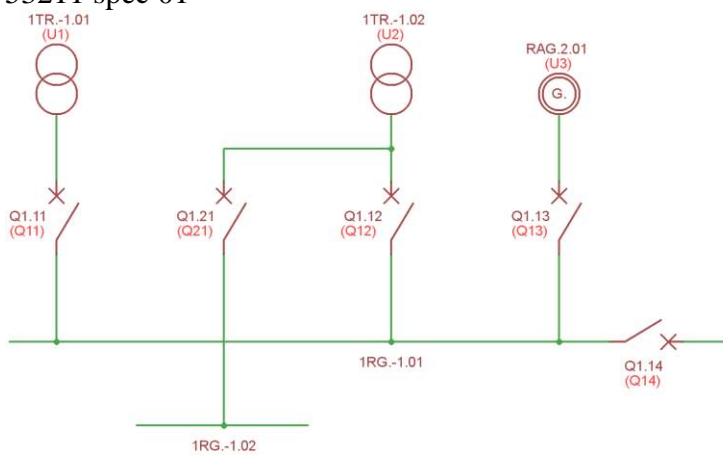 1TR.-1.01
(U1)
1TR.-1.02
(U2)
RAG.2.01
(U3)
G.
Q1.11
(Q11)
Q1.21
(Q21)
Q1.12
(Q12)
Q1.13
(Q13)
1RG.-1.01
Q1.14
(Q14)
1RG.-1.02